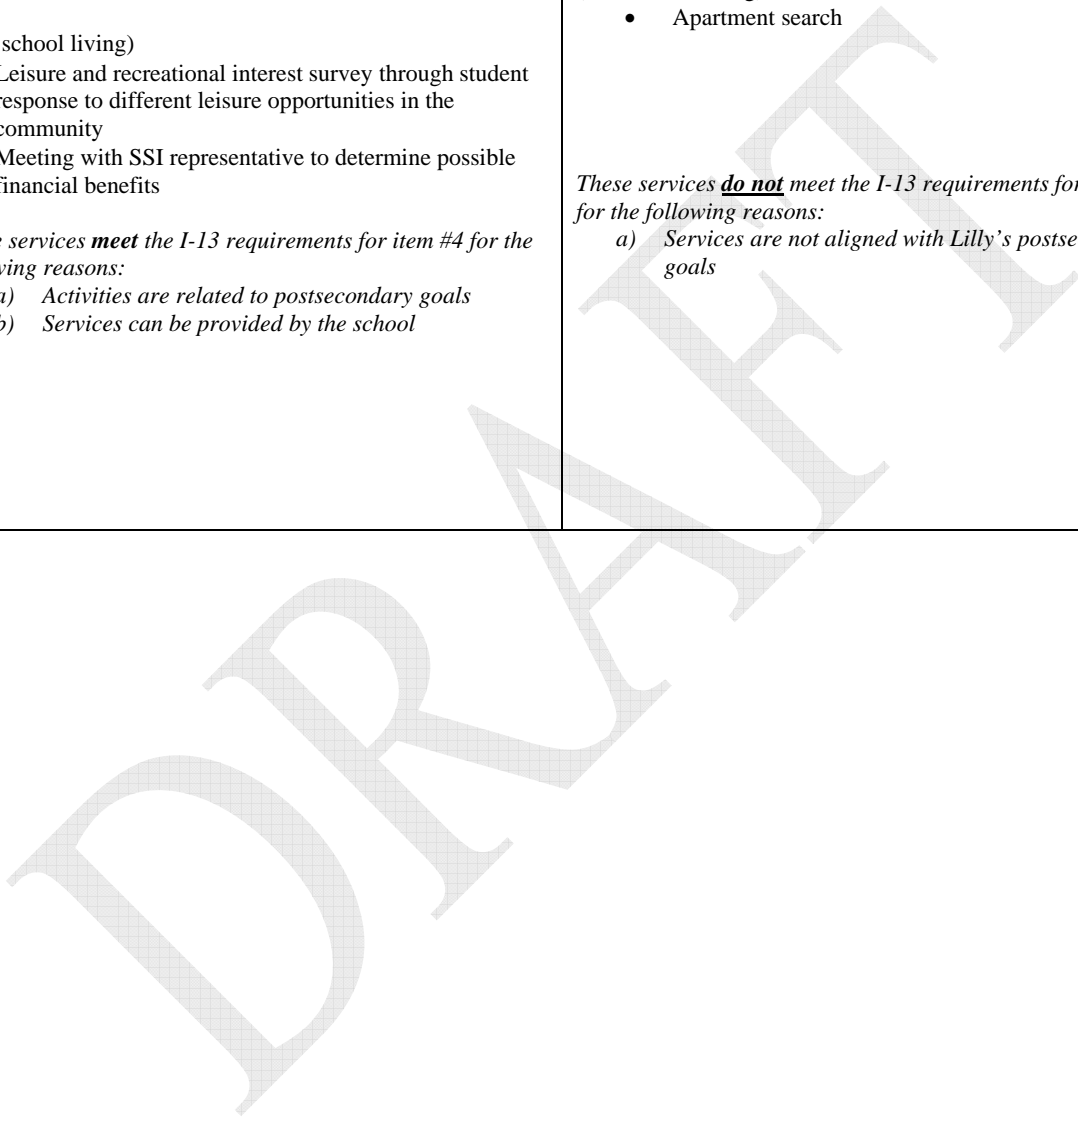 school living)
Leisure and recreational interest survey through student
response to different leisure opportunities in the
community
Meeting with SSI representative to determine possible
financial benefits
services meet the I-13 requirements for item #4 for the
reasons:
a) Activities are related to postsecondary goals
b) Services can be provided by the school
• Apartment search
These services do not meet the I-13 requirements for
for the following reasons:
a) Services are not aligned with Lilly's
goals
DRAFT